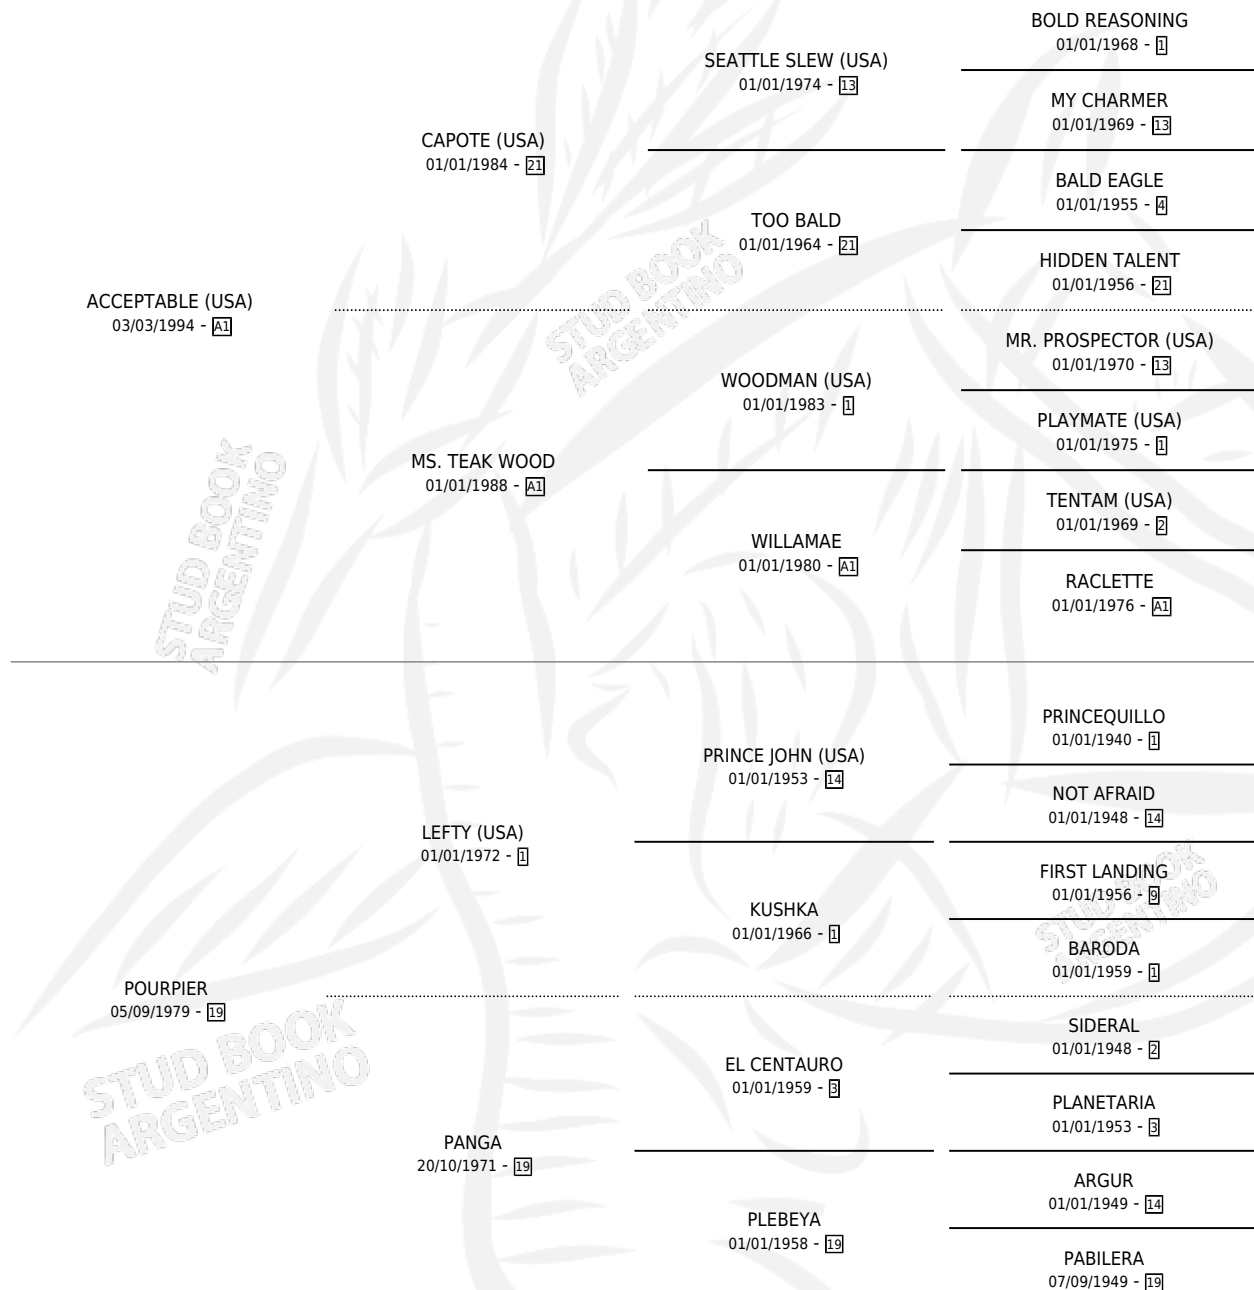 BOLD REASONING
01/01/1968 - 1
SEATTLE SLEW (USA)
01/01/1974 - 13
MY CHARMER
01/01/1969 - 13
CAPOTE (USA)
01/01/1984 - 21
BALD EAGLE
01/01/1955 - 4
TOO BALD
01/01/1964 - 21
HIDDEN TALENT
01/01/1956 - 21
ACCEPTABLE (USA)
03/03/1994 - A1
STUD BOOK
ARGENTINO
MR. PROSPECTOR (USA)
01/01/1970 - 13
WOODMAN (USA)
01/01/1983 - 1
PLAYMATE (USA)
01/01/1975 - 1
MS. TEAK WOOD
01/01/1988 - A1
TENTAM (USA)
01/01/1969 - 2
WILLAMAE
01/01/1980 - A1
RACLETTE
01/01/1976 - A1
STUD BOOK
ARGENTINO
PRINCEQUILLO
01/01/1940 - 1
PRINCE JOHN (USA)
01/01/1953 - 14
NOT AFRAID
01/01/1948 - 14
LEFTY (USA)
01/01/1972 - 1
FIRST LANDING
01/01/1956 - 9
KUSHKA
01/01/1966 - 1
BARODA
01/01/1959 - 1
STUD BOOK
ARGENTINO
POURPIER
05/09/1979 - 19
STUD BOOK
ARGENTINO
SIDERAL
01/01/1948 - 2
EL CENTAURO
01/01/1959 - 3
PLANETARIA
01/01/1953 - 3
PANGA
20/10/1971 - 19
ARGUR
01/01/1949 - 14
PLEBEYA
01/01/1958 - 19
PABILERA
07/09/1949 - 19